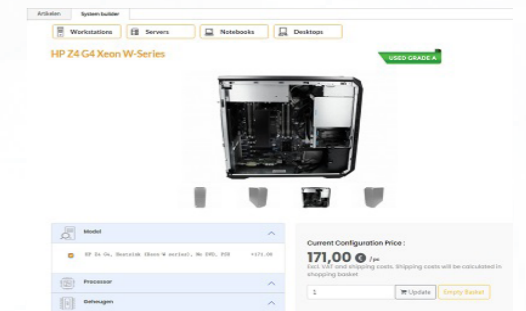 Artikelen System builder
Workstations Servers Notebooks Desktops
HP Z4 G4 Xeon W-Series
USED GRADE A
Model
Current Configuration Price :
171,00 € / pc
Excl. VAT and shipping costs. Shipping costs will be calculated in
shopping basket
+171.00
Processor
1 Update Empty Basket
Geheugen